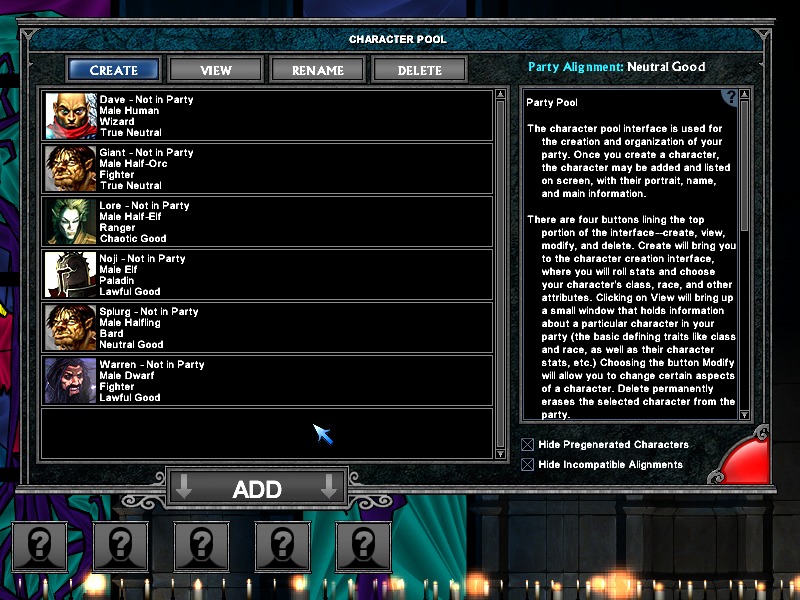 CHARACTER POOL
CREATE
VIEW
RENAME
DELETE
Party Alignment: Neutral Good
Dave - Not in Party
Male Human
Wizard
True Neutral
Giant - Not in Party
Male Half-Orc
Fighter
True Neutral
Lore - Not in Party
Male Half-Elf
Ranger
Chaotic Good
Noji - Not in Party
Male Elf
Paladin
Lawful Good
Splurg - Not in Party
Male Halfling
Bard
Neutral Good
Warren - Not in Party
Male Dwarf
Fighter
Lawful Good
?
Party Pool
The character pool interface is used for
the creation and organization of your
party. Once you create a character,
the character may be added and listed
on screen, with their portrait, name,
and main information.
There are four buttons lining the top
portion of the interface--create, view,
modify, and delete. Create will bring you
to the character creation interface,
where you will roll stats and choose
your character's class, race, and other
attributes. Clicking on View will bring up
a small window that holds information
about a particular character in your
party (the basic defining traits like class
and race, as well as their character
stats, etc.) Choosing the button Modify
will allow you to change certain aspects
of a character. Delete permanently
erases the selected character from the
party.
Hide Pregenerated Characters
Hide Incompatible Alignments
ADD
? ? ? ? ?